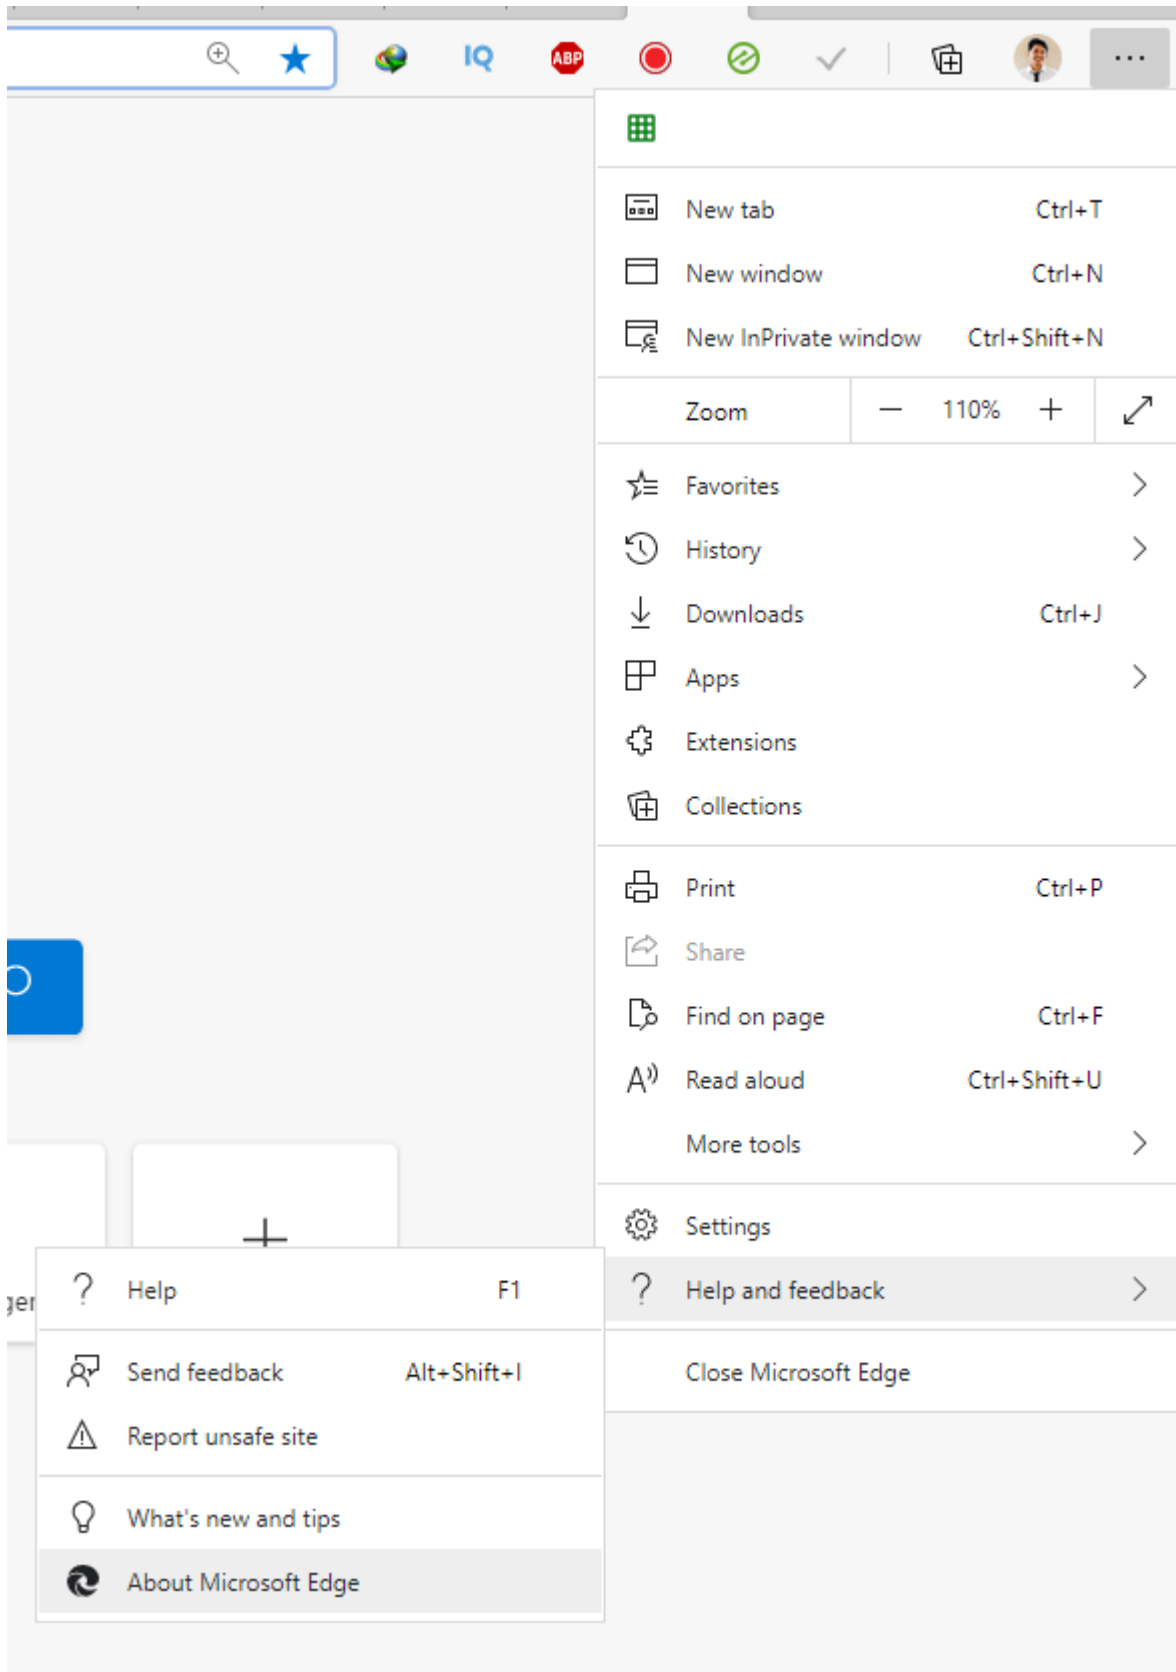 IQ
ABP
New tab Ctrl+T
New window Ctrl+N
New InPrivate window Ctrl+Shift+N
Zoom 110%
Favorites
History
Downloads Ctrl+J
Apps
Extensions
Collections
Print Ctrl+P
Share
Find on page Ctrl+F
Read aloud Ctrl+Shift+U
More tools
Settings
Help and feedback
Close Microsoft Edge
ger
Help F1
Send feedback Alt+Shift+I
Report unsafe site
What's new and tips
About Microsoft Edge